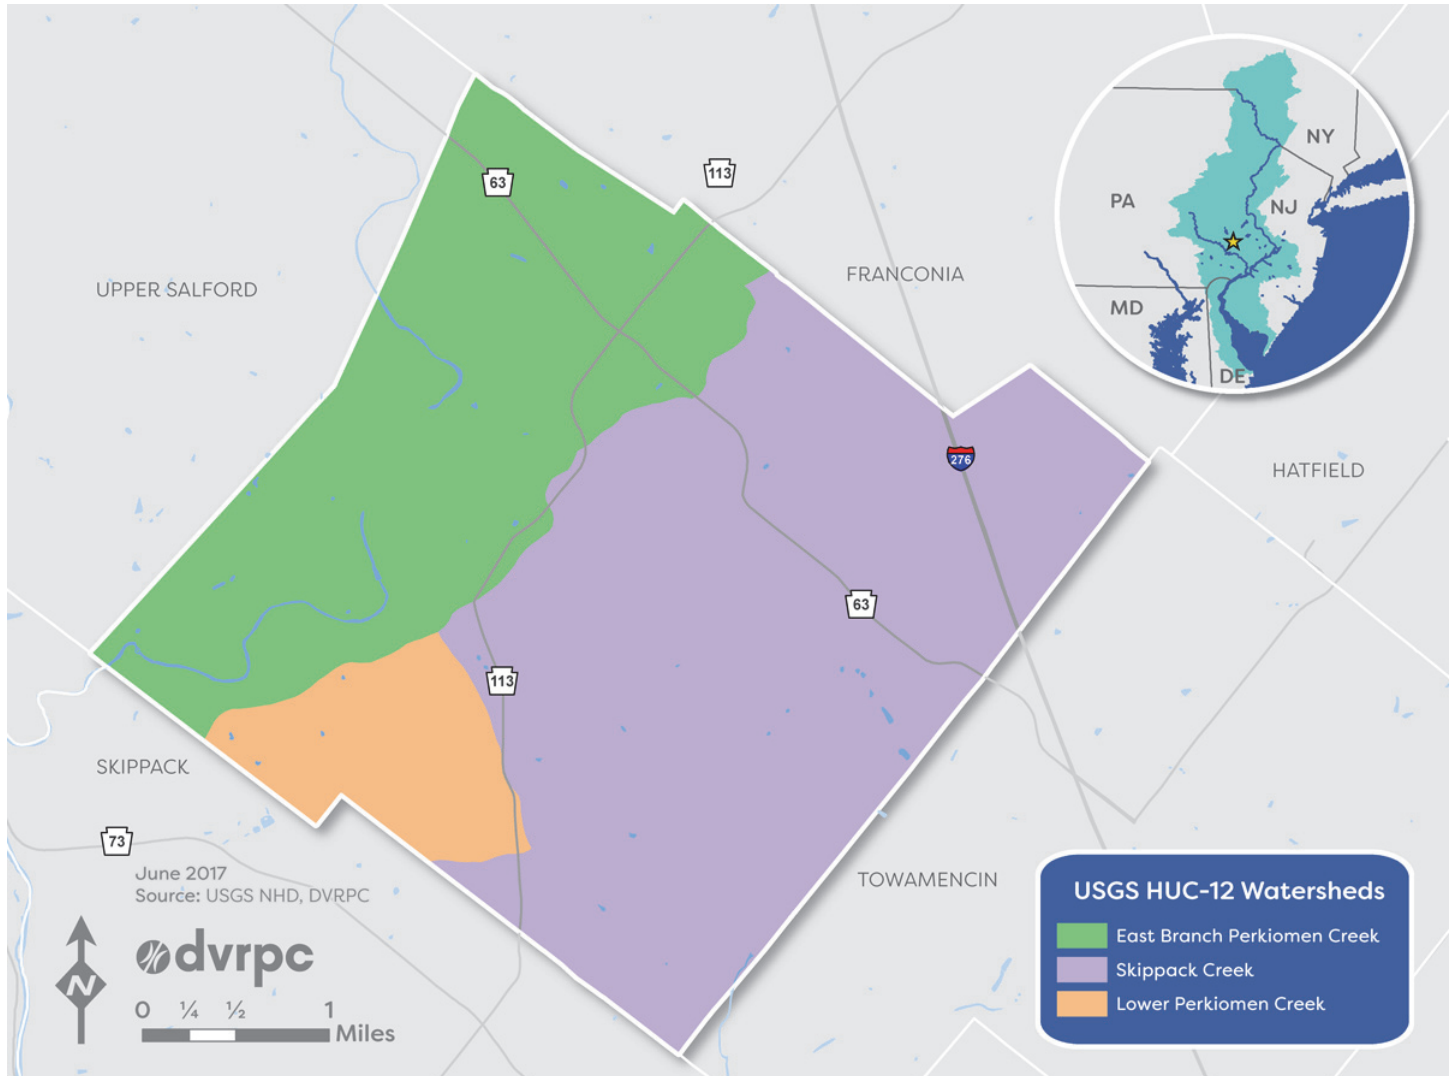 NY
PA
NJ
MD
DE
113
63
UPPER SALFORD
FRANCONIA
276
HATFIELD
63
113
SKIPPACK
73
June 2017
Source: USGS NHD, DVRPC
TOWAMENCIN
USGS HUC-12 Watersheds
East Branch Perkiomen Creek
Skippack Creek
Lower Perkiomen Creek
dvrpc
N
0 ¼ ½ 1
Miles